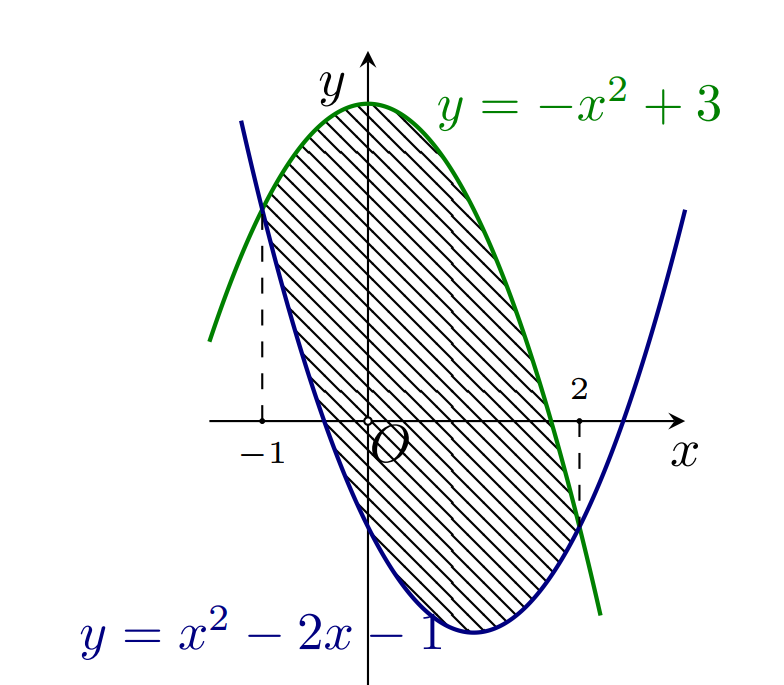 y
y = −x² + 3
2
−1
O
x
y = x² − 2x − 1